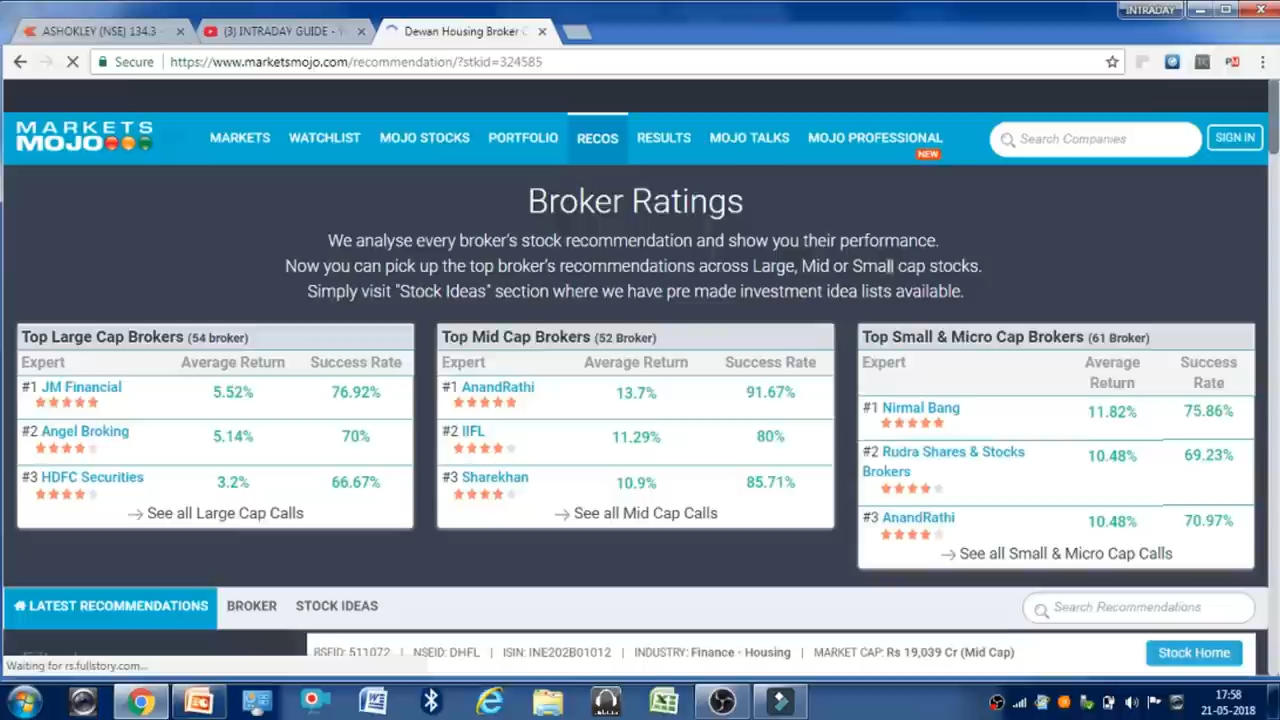 INTRADAY
ASHOKLEY (NSE) 134.3
(3) INTRADAY GUIDE -
Dewan Housing Broker
Secure
https://www.marketsmojo.com/recommendation/?stkid=324585
MARKETS
MOJO
MARKETS
WATCHLIST
MOJO STOCKS
PORTFOLIO
RECOS
RESULTS
MOJO TALKS
MOJO PROFESSIONAL
NEW
Search Companies
SIGN IN
Broker Ratings
We analyse every broker's stock recommendation and show you their performance.
Now you can pick up the top broker's recommendations across Large, Mid or Small cap stocks.
Simply visit "Stock Ideas" section where we have pre made investment idea lists available.
Top Large Cap Brokers (54 broker)
Expert Average Return Success Rate
#1 JM Financial 5.52% 76.92%
#2 Angel Broking 5.14% 70%
#3 HDFC Securities 3.2% 66.67%
→ See all Large Cap Calls
Top Mid Cap Brokers (52 Broker)
Expert Average Return Success Rate
#1 AnandRathi 13.7% 91.67%
#2 IIFL 11.29% 80%
#3 Sharekhan 10.9% 85.71%
→ See all Mid Cap Calls
Top Small & Micro Cap Brokers (61 Broker)
Expert Average Success
Return Rate
#1 Nirmal Bang 11.82% 75.86%
#2 Rudra Shares & Stocks 10.48% 69.23%
Brokers
#3 AnandRathi 10.48% 70.97%
→ See all Small & Micro Cap Calls
LATEST RECOMMENDATIONS
BROKER
STOCK IDEAS
Search Recommendations
BSEID: 511072 | NSEID: DHFL | ISIN: INE202B01012 | INDUSTRY: Finance - Housing | MARKET CAP: Rs 19,039 Cr (Mid Cap)
Stock Home
Waiting for rs.fullstory.com...
17:58
21-05-2018